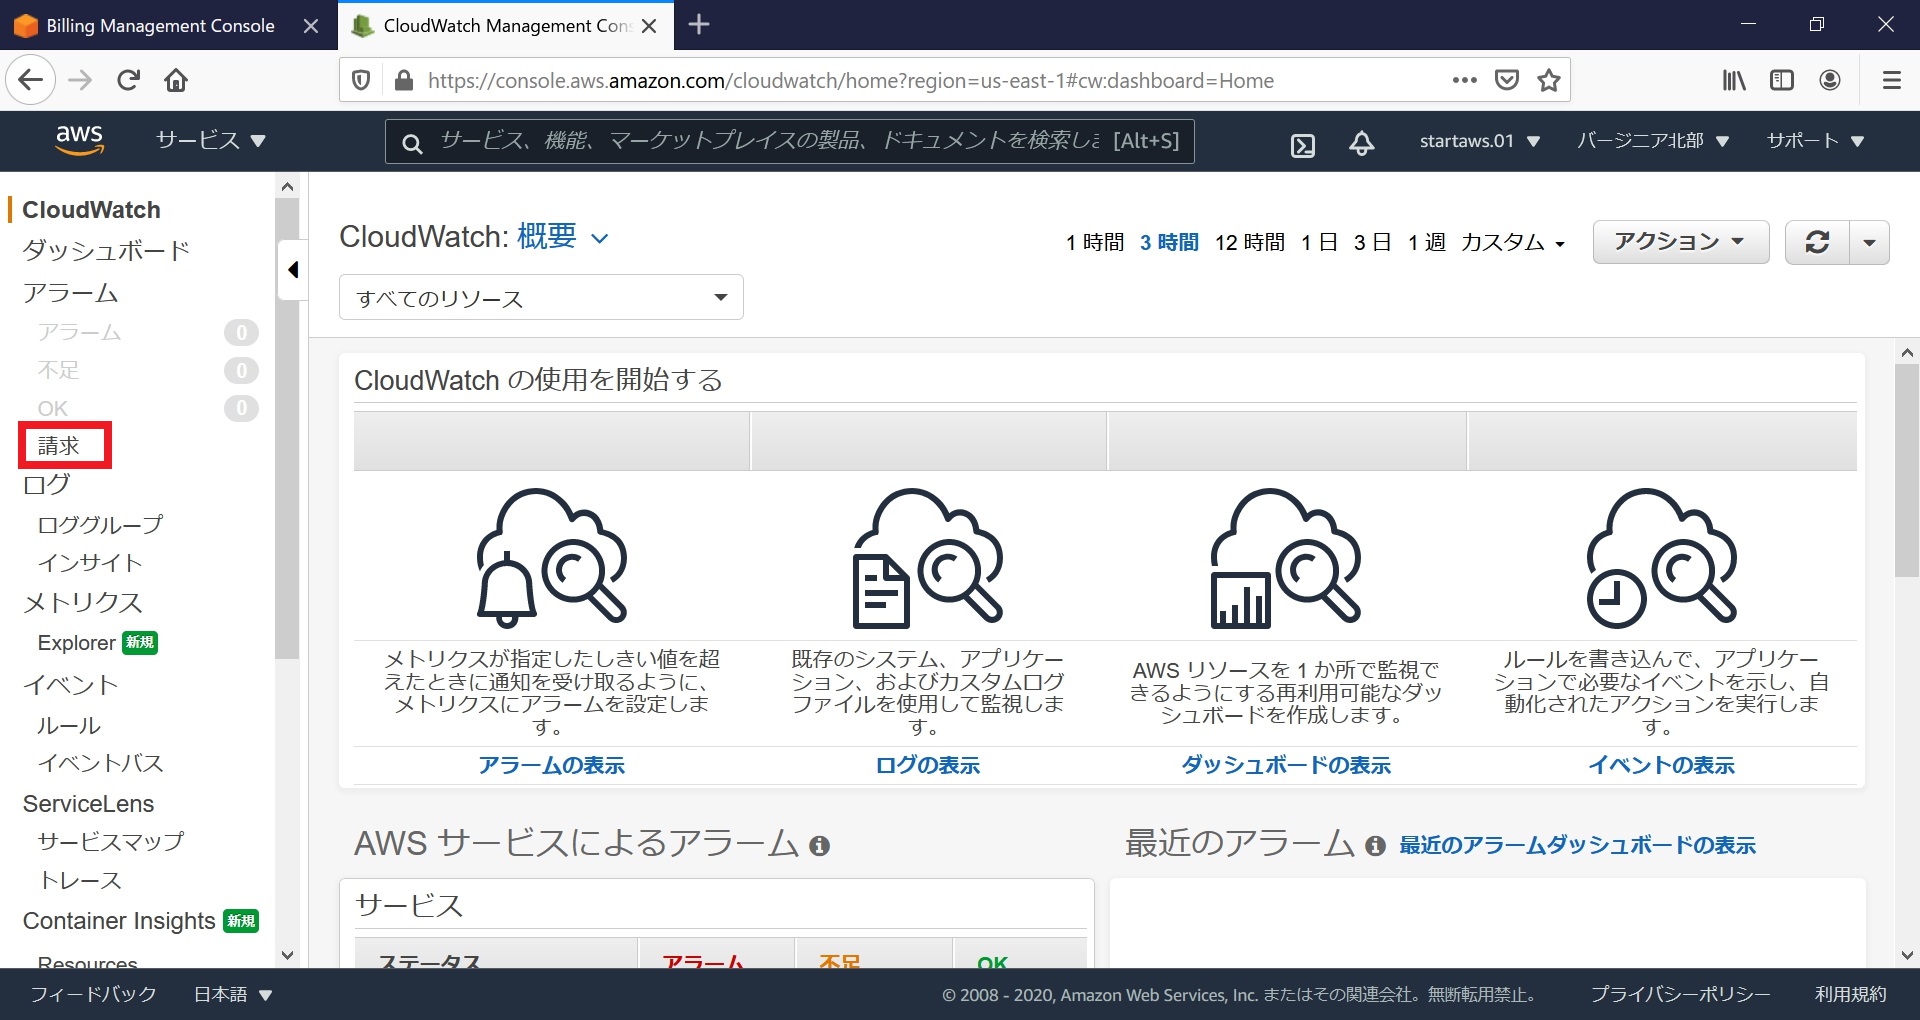 Billing Management Console
CloudWatch Management Cons
https://console.aws.amazon.com/cloudwatch/home?region=us-east-1#cw:dashboard=Home
aws
サービス
サービス、機能、マーケットプレイスの製品、ドキュメントを検索しま [Alt+S]
startaws.01
バージニア北部
サポート
CloudWatch
ダッシュボード
アラーム
アラーム 0
不足 0
OK 0
請求
ログ
ロググループ
インサイト
メトリクス
Explorer 新規
イベント
ルール
イベントバス
ServiceLens
サービスマップ
トレース
Container Insights 新規
Resources
CloudWatch: 概要
1 時間 3 時間 12 時間 1 日 3 日 1 週 カスタム
アクション
すべてのリソース
CloudWatch の使用を開始する
メトリクスが指定したしきい値を超
えたときに通知を受け取るように、
メトリクスにアラームを設定しま
す。
アラームの表示
既存のシステム、アプリケー
ション、およびカスタムログ
ファイルを使用して監視しま
す。
ログの表示
AWS リソースを 1 か所で監視で
きるようにする再利用可能なダッ
シュボードを作成します。
ダッシュボードの表示
ルールを書き込んで、アプリケー
ションで必要なイベントを示し、自
動化されたアクションを実行しま
す。
イベントの表示
AWS サービスによるアラーム
最近のアラーム 最近のアラームダッシュボードの表示
サービス
ステータス アラーム 不足 OK
フィードバック
日本語
© 2008 - 2020, Amazon Web Services, Inc. またはその関連会社。無断転用禁止。
プライバシーポリシー
利用規約